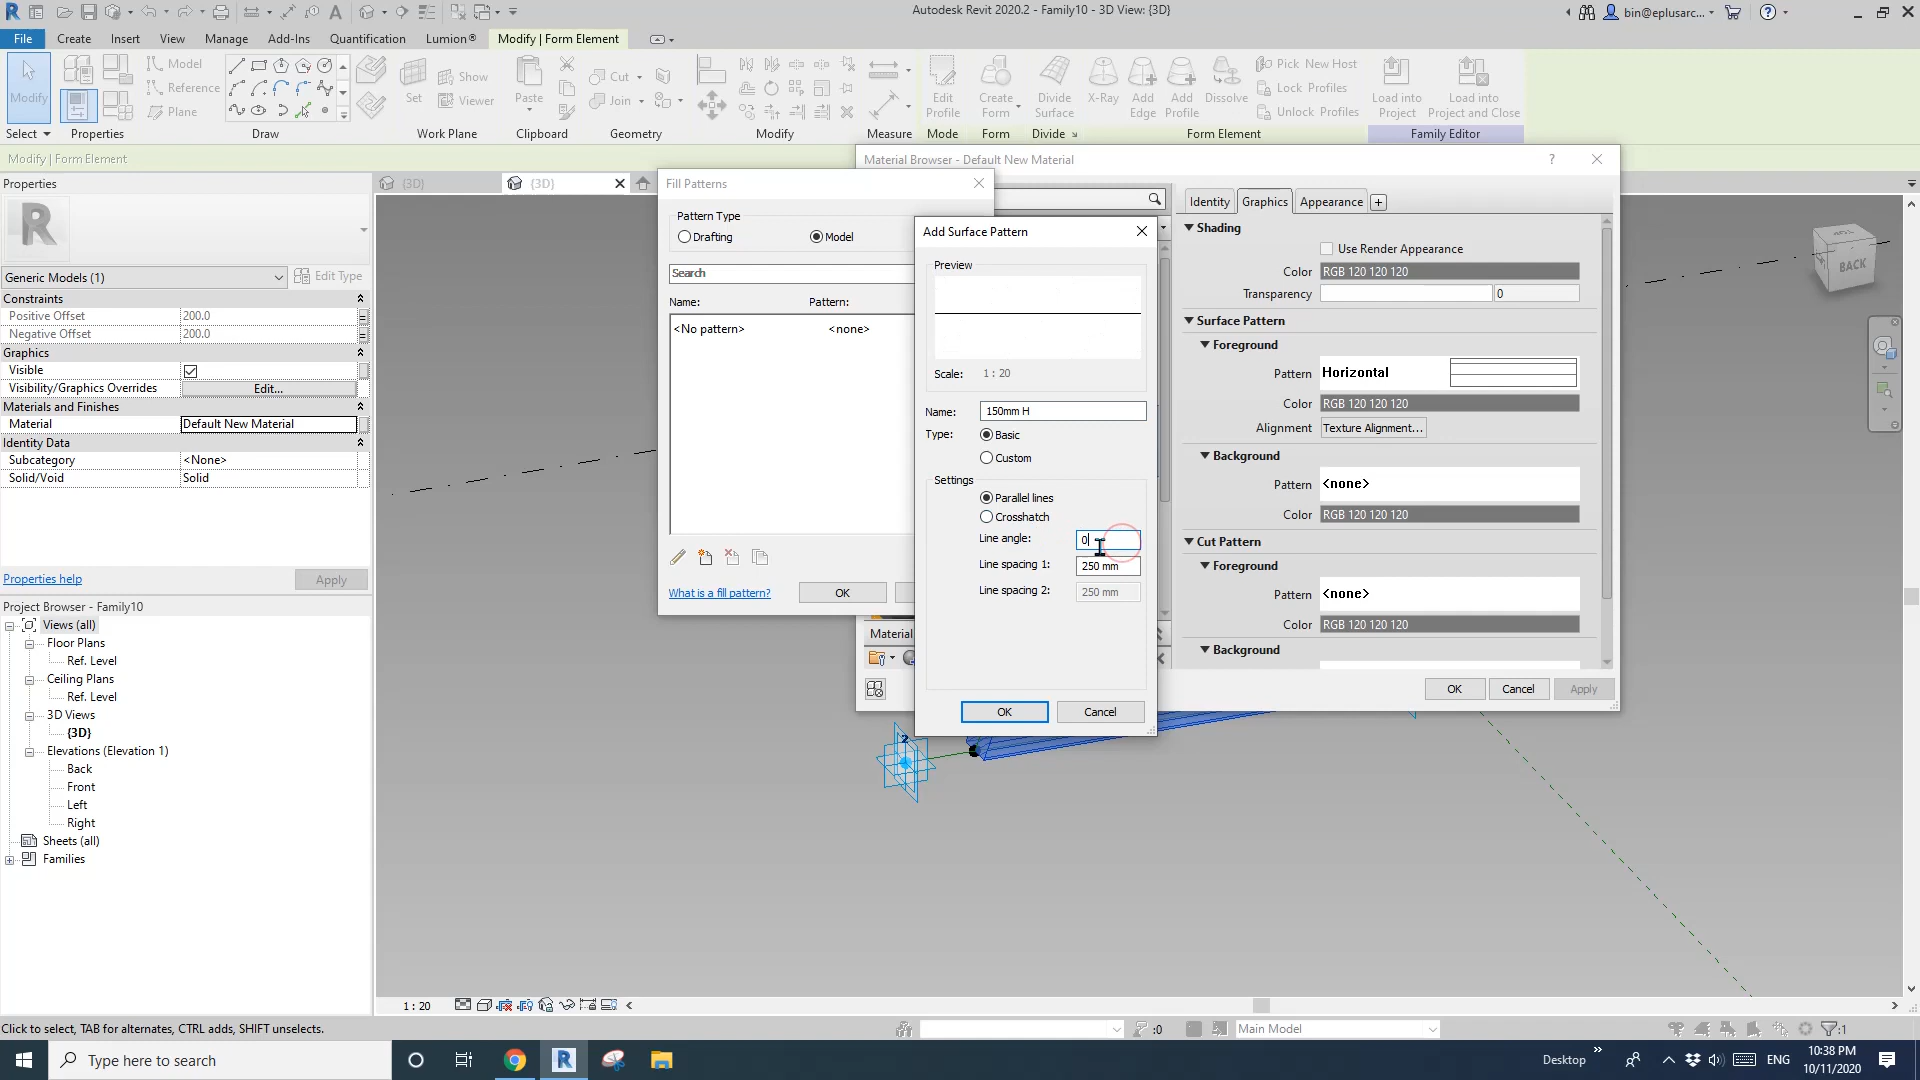 Autodesk Revit 2020.2 - Family10 - 3D View: {3D}
bin@eplusarc...
File Create Insert View Manage Add-Ins Quantification Lumion® Modify | Form Element
Modify
Select
Properties
Model
Reference
Plane
Draw
Set
Show
Viewer
Work Plane
Paste
Clipboard
Cut
Join
Geometry
Modify
Measure
Edit Profile
Mode
Create Form
Form
Divide Surface
Divide
X-Ray
Add Edge
Add Profile
Dissolve
Pick New Host
Lock Profiles
Unlock Profiles
Form Element
Load into Project
Load into Project and Close
Family Editor
Modify | Form Element
Properties
R
Generic Models (1)
Edit Type
Constraints
Positive Offset 200.0
Negative Offset 200.0
Graphics
Visible
Visibility/Graphics Overrides Edit...
Materials and Finishes
Material Default New Material
Identity Data
Subcategory <None>
Solid/Void Solid
Properties help
Apply
Project Browser - Family10
Views (all)
Floor Plans
Ref. Level
Ceiling Plans
Ref. Level
3D Views
{3D}
Elevations (Elevation 1)
Back
Front
Left
Right
Sheets (all)
Families
{3D}
{3D}
Fill Patterns
Pattern Type
Drafting
Model
Search
Name: Pattern:
<No pattern> <none>
What is a fill pattern?
OK
Add Surface Pattern
Preview
Scale: 1 : 20
Name: 150mm H
Type: Basic
Custom
Settings
Parallel lines
Crosshatch
Line angle: 0
Line spacing 1: 250 mm
Line spacing 2: 250 mm
OK Cancel
Material Browser - Default New Material
?
Material
Identity Graphics Appearance
Shading
Use Render Appearance
Color RGB 120 120 120
Transparency 0
Surface Pattern
Foreground
Pattern Horizontal
Color RGB 120 120 120
Alignment Texture Alignment...
Background
Pattern <none>
Color RGB 120 120 120
Cut Pattern
Foreground
Pattern <none>
Color RGB 120 120 120
Background
OK Cancel Apply
BACK
2
1 : 20
Click to select, TAB for alternates, CTRL adds, SHIFT unselects.
:0
Main Model
:1
Type here to search
Desktop
ENG
10:38 PM
10/11/2020